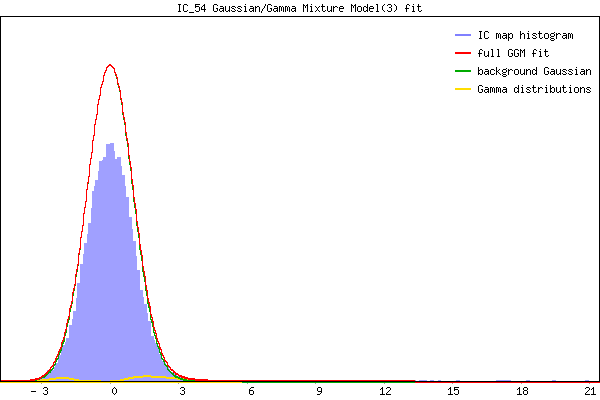 IC_54 Gaussian/Gamma Mixture Model(3) fit
IC map histogram
full GGM fit
background Gaussian
Gamma distributions
-3 0 3 6 9 12 15 18 21